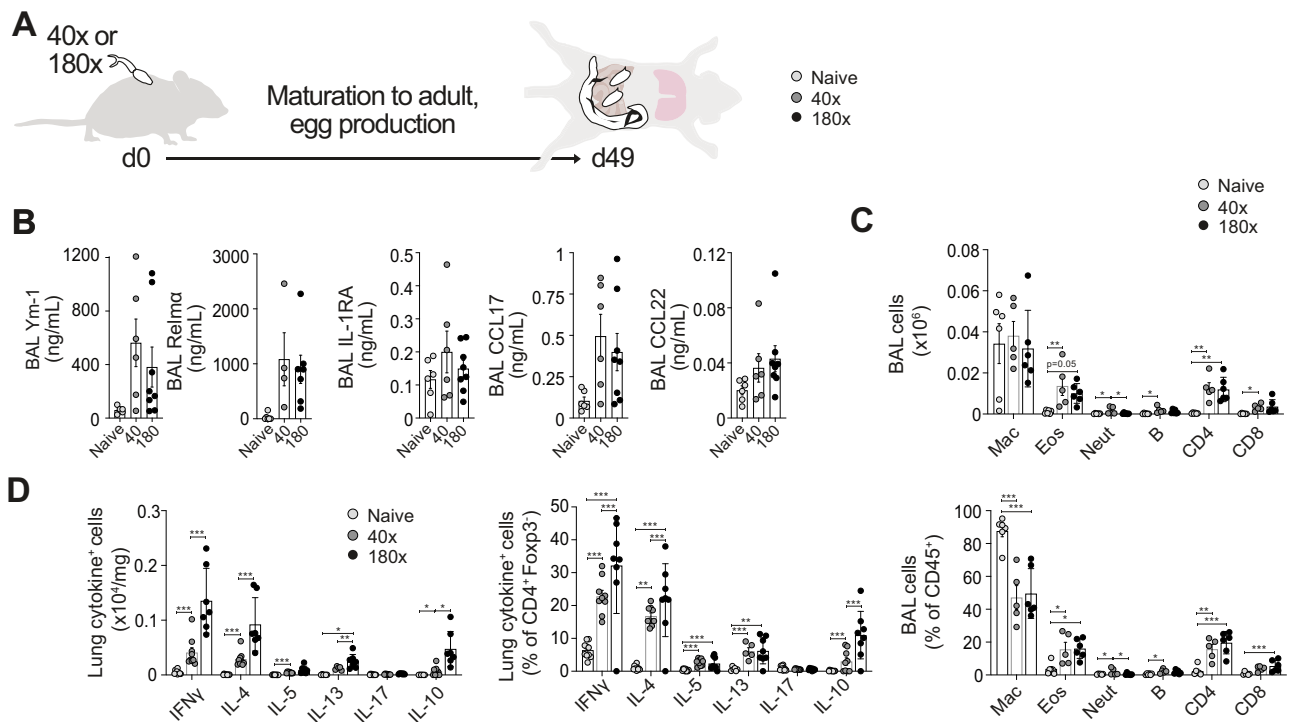 A
40x or
180x
Maturation to adult,
egg production
d0
d49
Naive
40x
180x
B
BAL Ym-1
(ng/mL)
1200
800
400
0
Naive
40
180
BAL Relmα
(ng/mL)
3000
2000
1000
0
Naive
40
180
BAL IL-1RA
(ng/mL)
0.5
0.4
0.3
0.2
0.1
0
Naive
40
180
BAL CCL17
(ng/mL)
1
0.75
0.5
0.25
0
Naive
40
180
BAL CCL22
(ng/mL)
0.12
0.08
0.04
0
Naive
40
180
C
Naive
40x
180x
BAL cells
(x10⁶)
0.08
0.06
0.04
0.02
0
**
p=0.05
* *
*
**
**
*
Mac
Eos
Neut
B
CD4
CD8
D
Lung cytokine⁺ cells
(x10⁴/mg)
0.3
0.2
0.1
0
Naive
40x
180x
***
***
***
***
***
*
**
* *
IFNγ
IL-4
IL-5
IL-13
IL-17
IL-10
Lung cytokine⁺ cells
(% of CD4⁺ Foxp3⁻)
50
40
30
20
10
0
***
***
***
***
***
**
***
***
**
***
***
***
IFNγ
IL-4
IL-5
IL-13
IL-17
IL-10
BAL cells
(% of CD45⁺)
100
80
60
40
20
0
***
***
*
*
* *
*
**
***
***
Mac
Eos
Neut
B
CD4
CD8